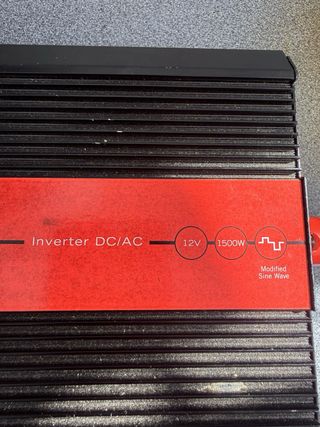 Inverter DC/AC
12V
1500W
Modified
Sine Wave